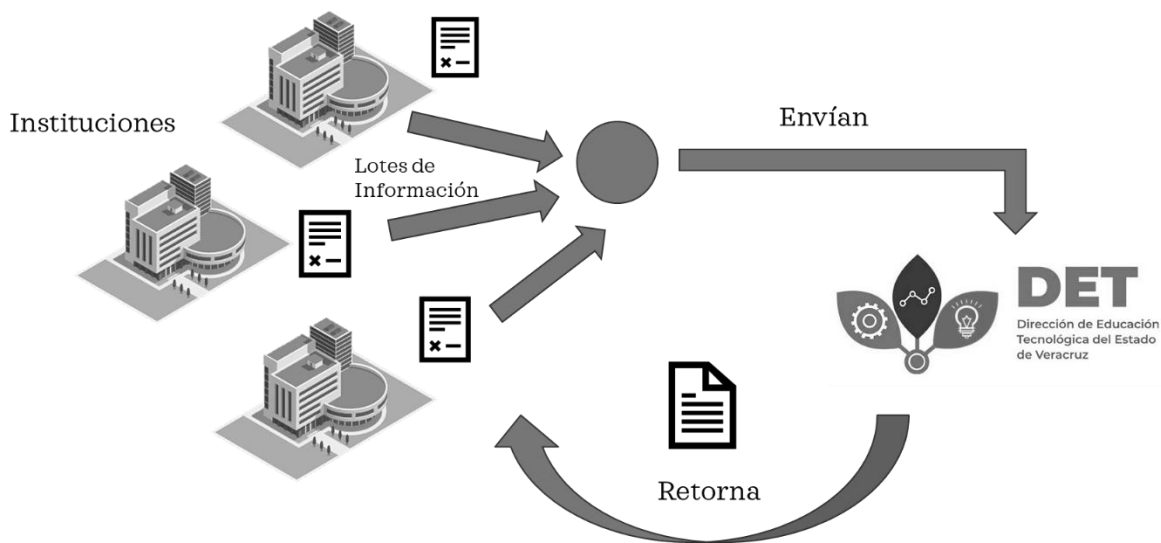 Instituciones
Lotes de
Información
Envían
DET
Dirección de Educación
Tecnológica del Estado
de Veracruz
Retorna